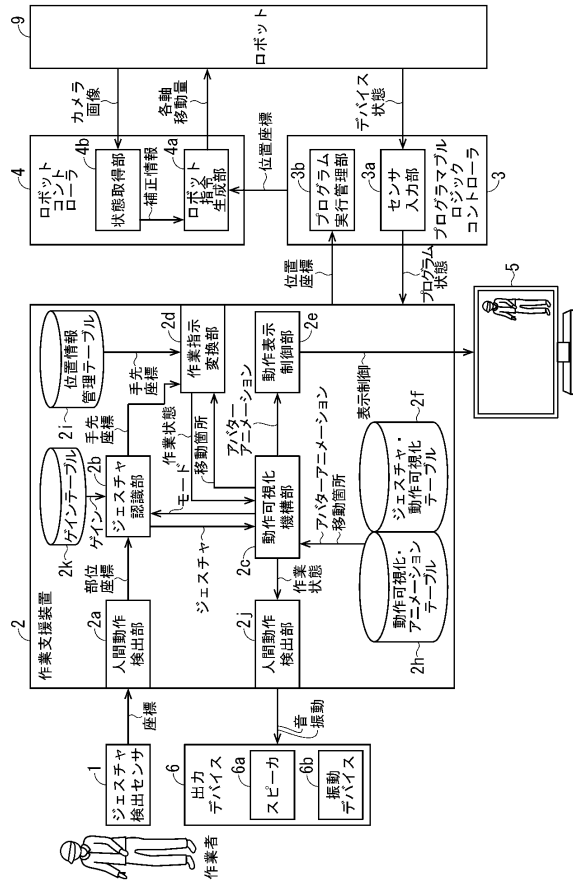 作業者
1
ジェスチャ
検出センサ
座標
6
出力
デバイス
6a
スピーカ
6b
振動
デバイス
音
振動
2
作業支援装置
2a
人間動作
検出部
部位
座標
2k
ゲインテーブル
ゲイン
2b
ジェスチャ
認識部
手先
座標
2i
位置情報
管理テーブル
手先
座標
2d
作業指示
変換部
作業状態
移動箇所
モード
ジェスチャ
2j
人間動作
検出部
作業
状態
2c
動作可視化
機構部
アバター
アニメーション
2e
動作表示
制御部
アバターアニメーション
移動箇所
2h
動作可視化・
アニメーション
テーブル
2f
ジェスチャ・
動作可視化
テーブル
表示制御
5
位置
座標
プログラム
状態
4
ロボット
コント
ローラ
4b
状態取得部
補正情報
4a
ロボット
指令
生成部
位置座標
3b
プログラム
実行管理部
3a
センサ
入力部
プログラマブル
ロジック
コントローラ
3
カメラ
画像
各軸
移動量
デバイス
状態
9
ロボット